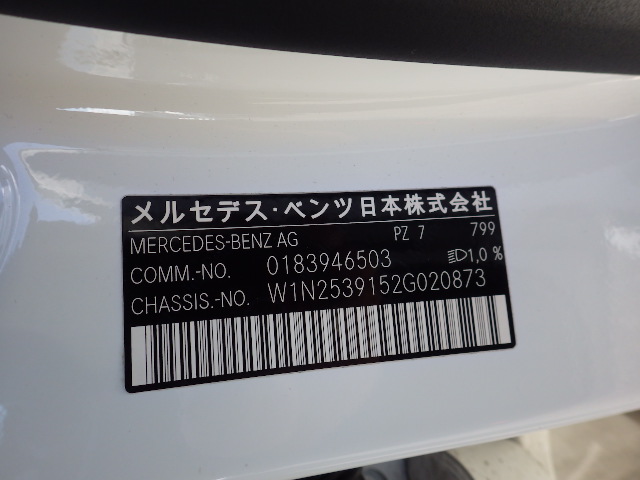 メルセデス・ベンツ日本株式会社
MERCEDES-BENZ AG PZ 7 799
COMM.-NO. 0183946503 1,0 %
CHASSIS.-NO. W1N2539152G020873